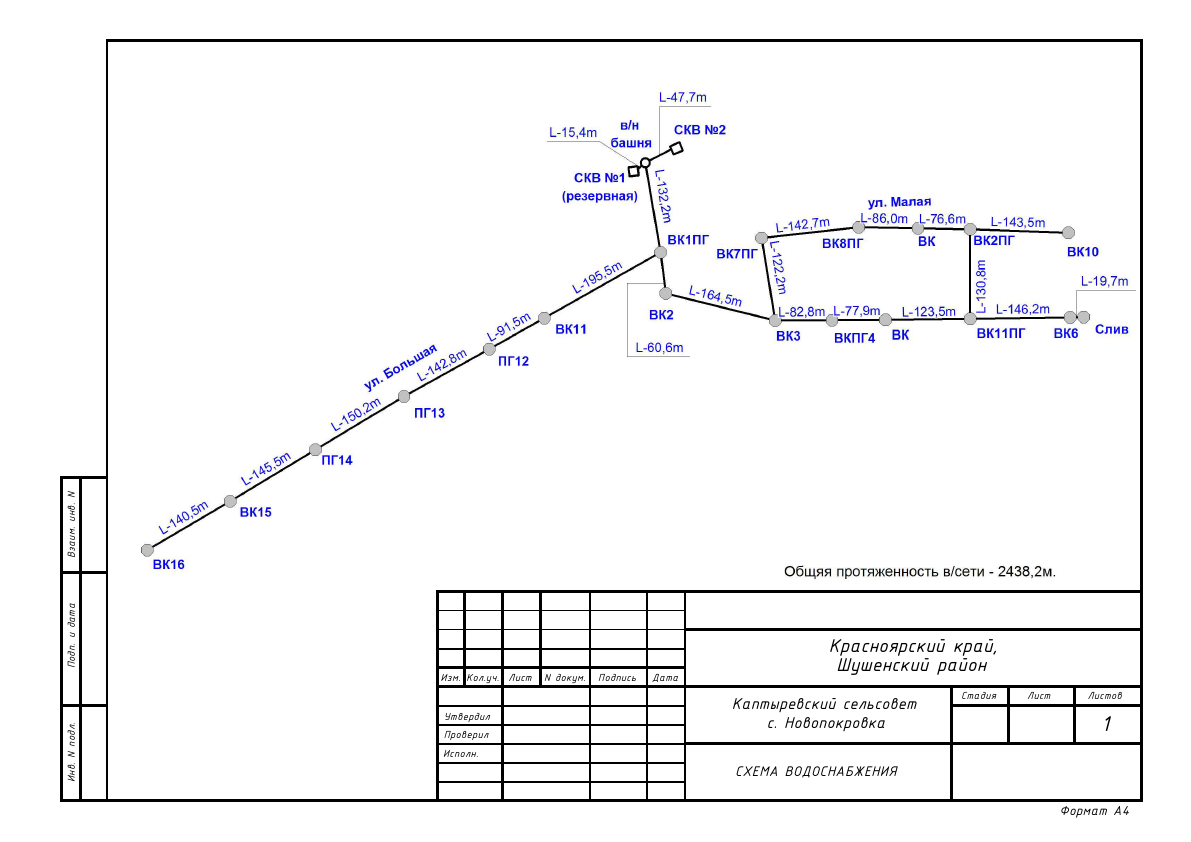 L-47,7m
L-15,4m
в/н
башня
СКВ №2
СКВ №1
(резервная)
L-132,2m
ВК1ПГ
L-195,5m
ВК11
L-91,5m
ПГ12
ул. Большая
L-142,8m
ПГ13
L-150,2m
ПГ14
L-145,5m
ВК15
L-140,5m
ВК16
ВК2
L-60,6m
L-164,5m
ул. Малая
L-142,7m
L-86,0m
L-76,6m
L-143,5m
ВК7ПГ
ВК8ПГ
ВК
ВК2ПГ
ВК10
L-122,2m
L-130,8m
L-19,7m
L-82,8m
L-77,9m
L-123,5m
L-146,2m
ВК3
ВКПГ4
ВК
ВК11ПГ
ВК6
Слив
Общяя протяженность в/сети - 2438,2м.
Взаим. инв. N
Подп. и дата
Инв. N подл.
Красноярский край,
Шушенский район
Изм. Кол.уч. Лист N докум. Подпись Дата
Каптыревский сельсовет
с. Новопокровка
Стадия Лист Листов
1
Утвердил
Проверил
Исполн.
СХЕМА ВОДОСНАБЖЕНИЯ
Формат А4